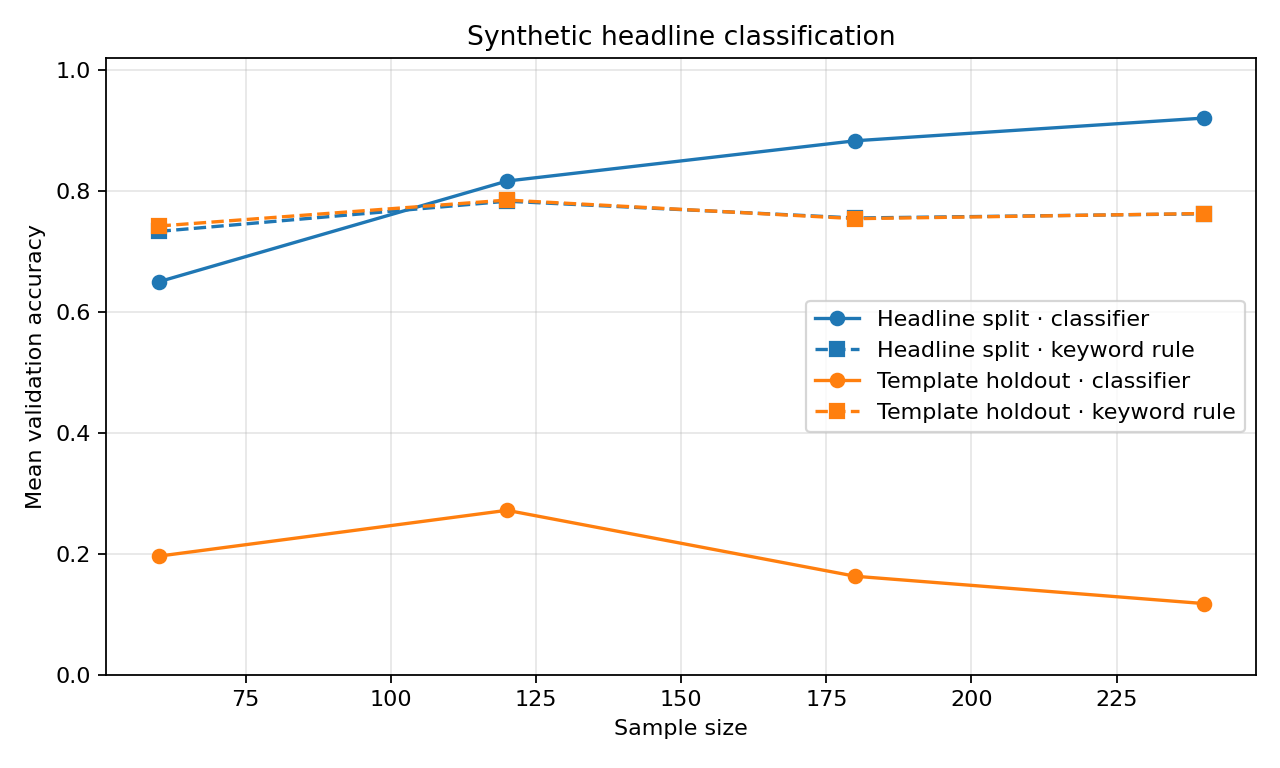 Synthetic headline classification
Mean validation accuracy
1.0
0.8
0.6
0.4
0.2
0.0
Headline split · classifier
Headline split · keyword rule
Template holdout · classifier
Template holdout · keyword rule
75 100 125 150 175 200 225
Sample size